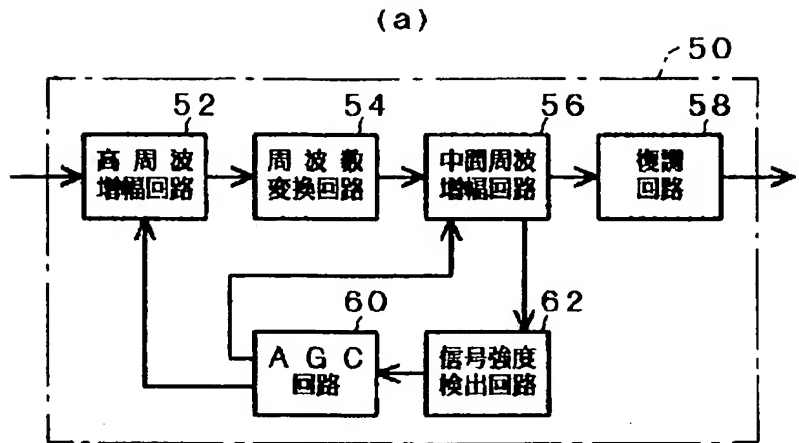 (a)
50
52
54
56
58
高周波
増幅回路
周波数
変換回路
中間周波
増幅回路
復調
回路
60
62
AGC
回路
信号強度
検出回路